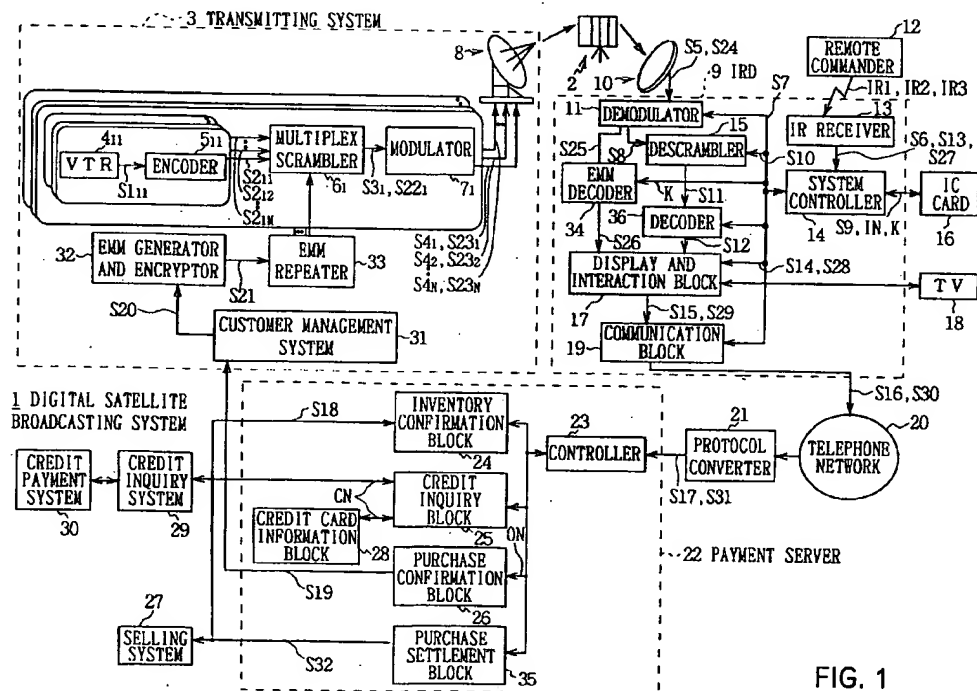 3 TRANSMITTING SYSTEM
8
2
10
S5, S24
9 IRD
S7
REMOTE COMMANDER
12
IR1, IR2, IR3
13
IR RECEIVER
S6, S13, S27
4₁₁
VTR
S1₁₁
5₁₁
ENCODER
S2₁₁
S2₁₂
S2₁ₙ
MULTIPLEX SCRAMBLER
6₁
S3₁, S22₁
MODULATOR
7₁
S4₁, S23₁
S4₂, S23₂
S4ₙ, S23ₙ
11
DEMODULATOR
15
S25
S8
DESCRAMBLER
S10
EMM DECODER
34
K
S11
36
DECODER
S26
S12
SYSTEM CONTROLLER
14
S9, IN, K
IC CARD
16
DISPLAY AND INTERACTION BLOCK
17
S14, S28
TV
18
S15, S29
COMMUNICATION BLOCK
19
32
EMM GENERATOR AND ENCRYPTOR
S21
EMM REPEATER
33
S20
CUSTOMER MANAGEMENT SYSTEM
31
S16, S30
20
TELEPHONE NETWORK
21
PROTOCOL CONVERTER
S17, S31
23
CONTROLLER
1 DIGITAL SATELLITE BROADCASTING SYSTEM
S18
INVENTORY CONFIRMATION BLOCK
24
CREDIT PAYMENT SYSTEM
30
CREDIT INQUIRY SYSTEM
29
CN
CREDIT INQUIRY BLOCK
25
CREDIT CARD INFORMATION BLOCK
28
ON
22 PAYMENT SERVER
S19
PURCHASE CONFIRMATION BLOCK
26
27
SELLING SYSTEM
S32
PURCHASE SETTLEMENT BLOCK
35
FIG. 1